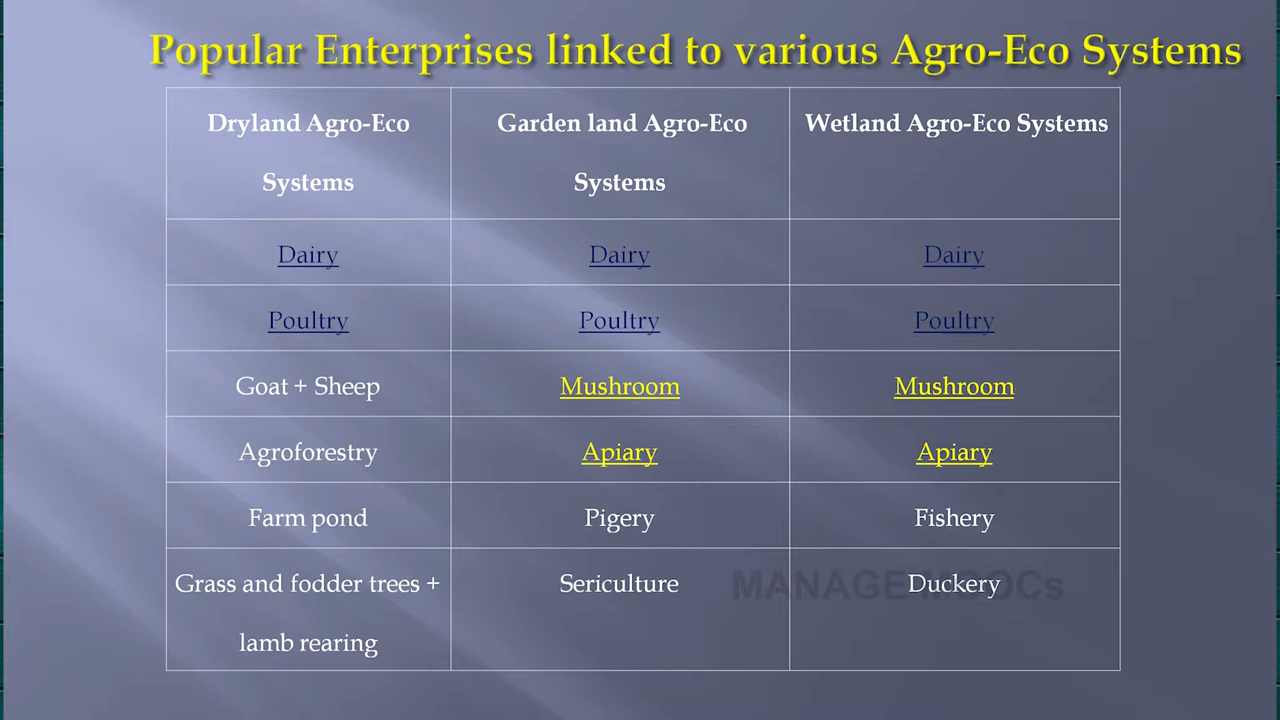 Popular Enterprises linked to various Agro-Eco Systems
Dryland Agro-Eco Systems
Garden land Agro-Eco Systems
Wetland Agro-Eco Systems
Dairy
Dairy
Dairy
Poultry
Poultry
Poultry
Goat + Sheep
Mushroom
Mushroom
Agroforestry
Apiary
Apiary
Farm pond
Pigery
Fishery
Grass and fodder trees +
lamb rearing
Sericulture
Duckery
MANAGE MOOCs